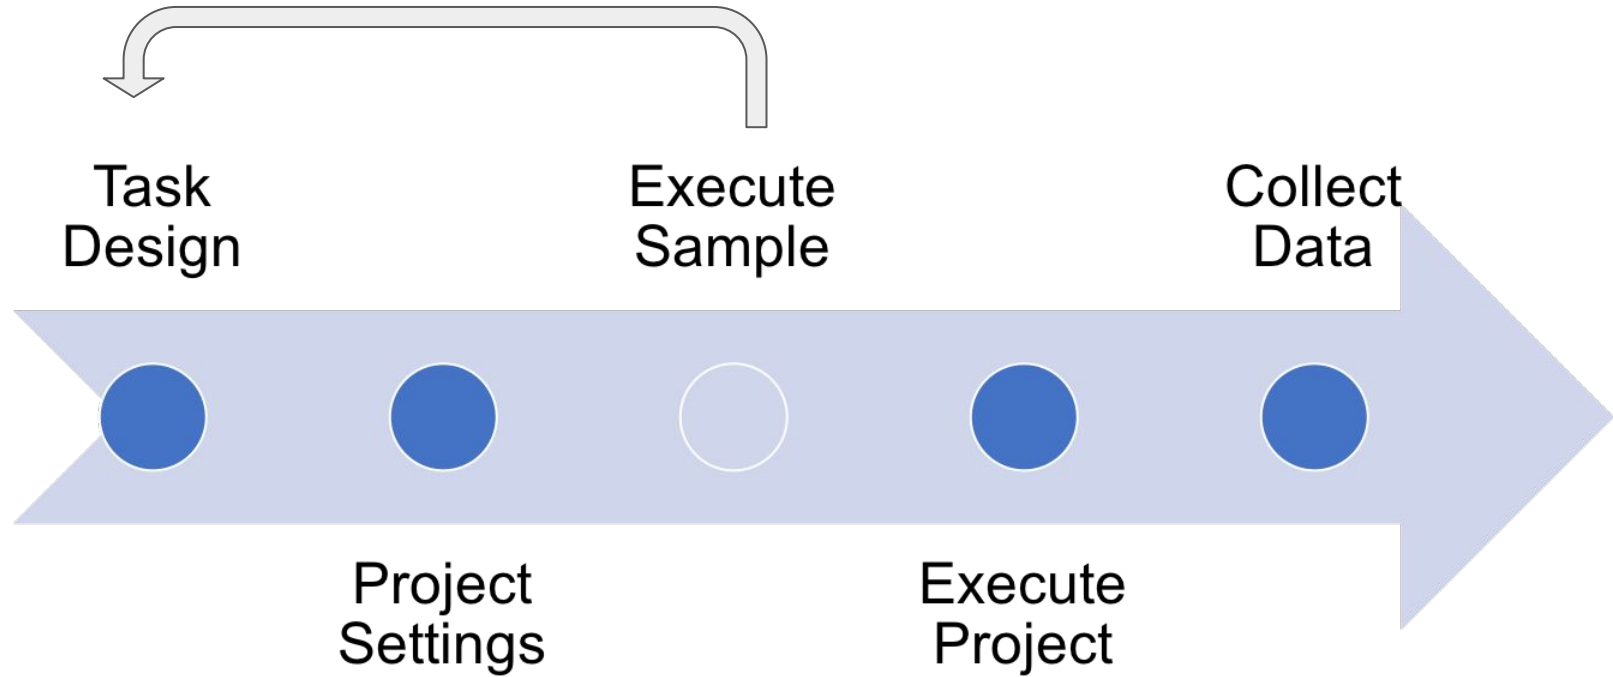 Task
Design
Project
Settings
Execute
Sample
Execute
Project
Collect
Data